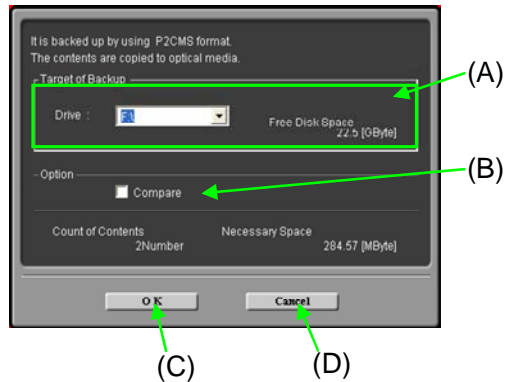 It is backed up by using P2CMS format.
The contents are copied to optical media.
Target of Backup
(A)
Drive :
F:\
Free Disk Space
22.5 [GByte]
(B)
Option
Compare
Count of Contents
Necessary Space
2Number
284.57 [MByte]
O K
Cancel
(C)
(D)